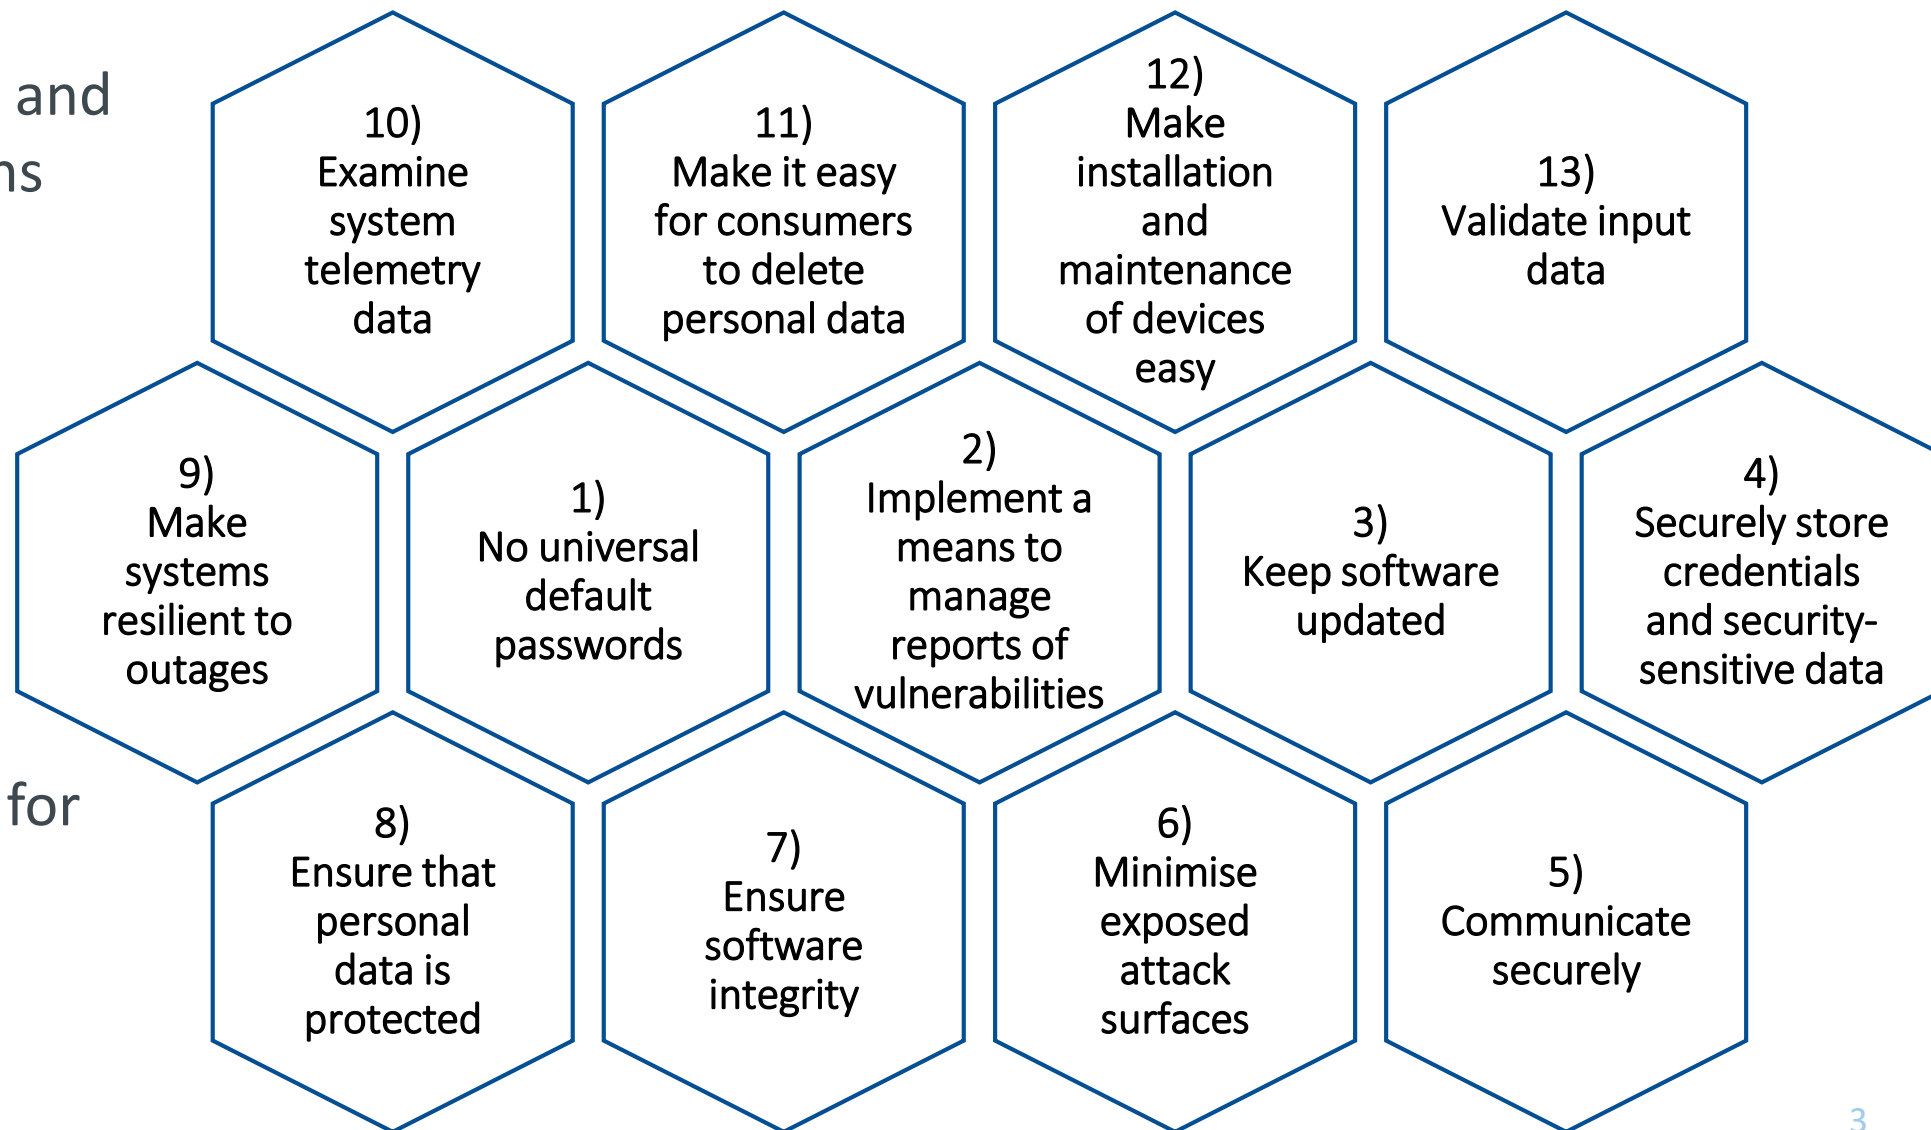 and
ns
for
10)
Examine
system
telemetry
data
11)
Make it easy
for consumers
to delete
personal data
12)
Make
installation
and
maintenance
of devices
easy
13)
Validate input
data
9)
Make
systems
resilient to
outages
1)
No universal
default
passwords
2)
Implement a
means to
manage
reports of
vulnerabilities
3)
Keep software
updated
4)
Securely store
credentials
and security-
sensitive data
8)
Ensure that
personal
data is
protected
7)
Ensure
software
integrity
6)
Minimise
exposed
attack
surfaces
5)
Communicate
securely
3